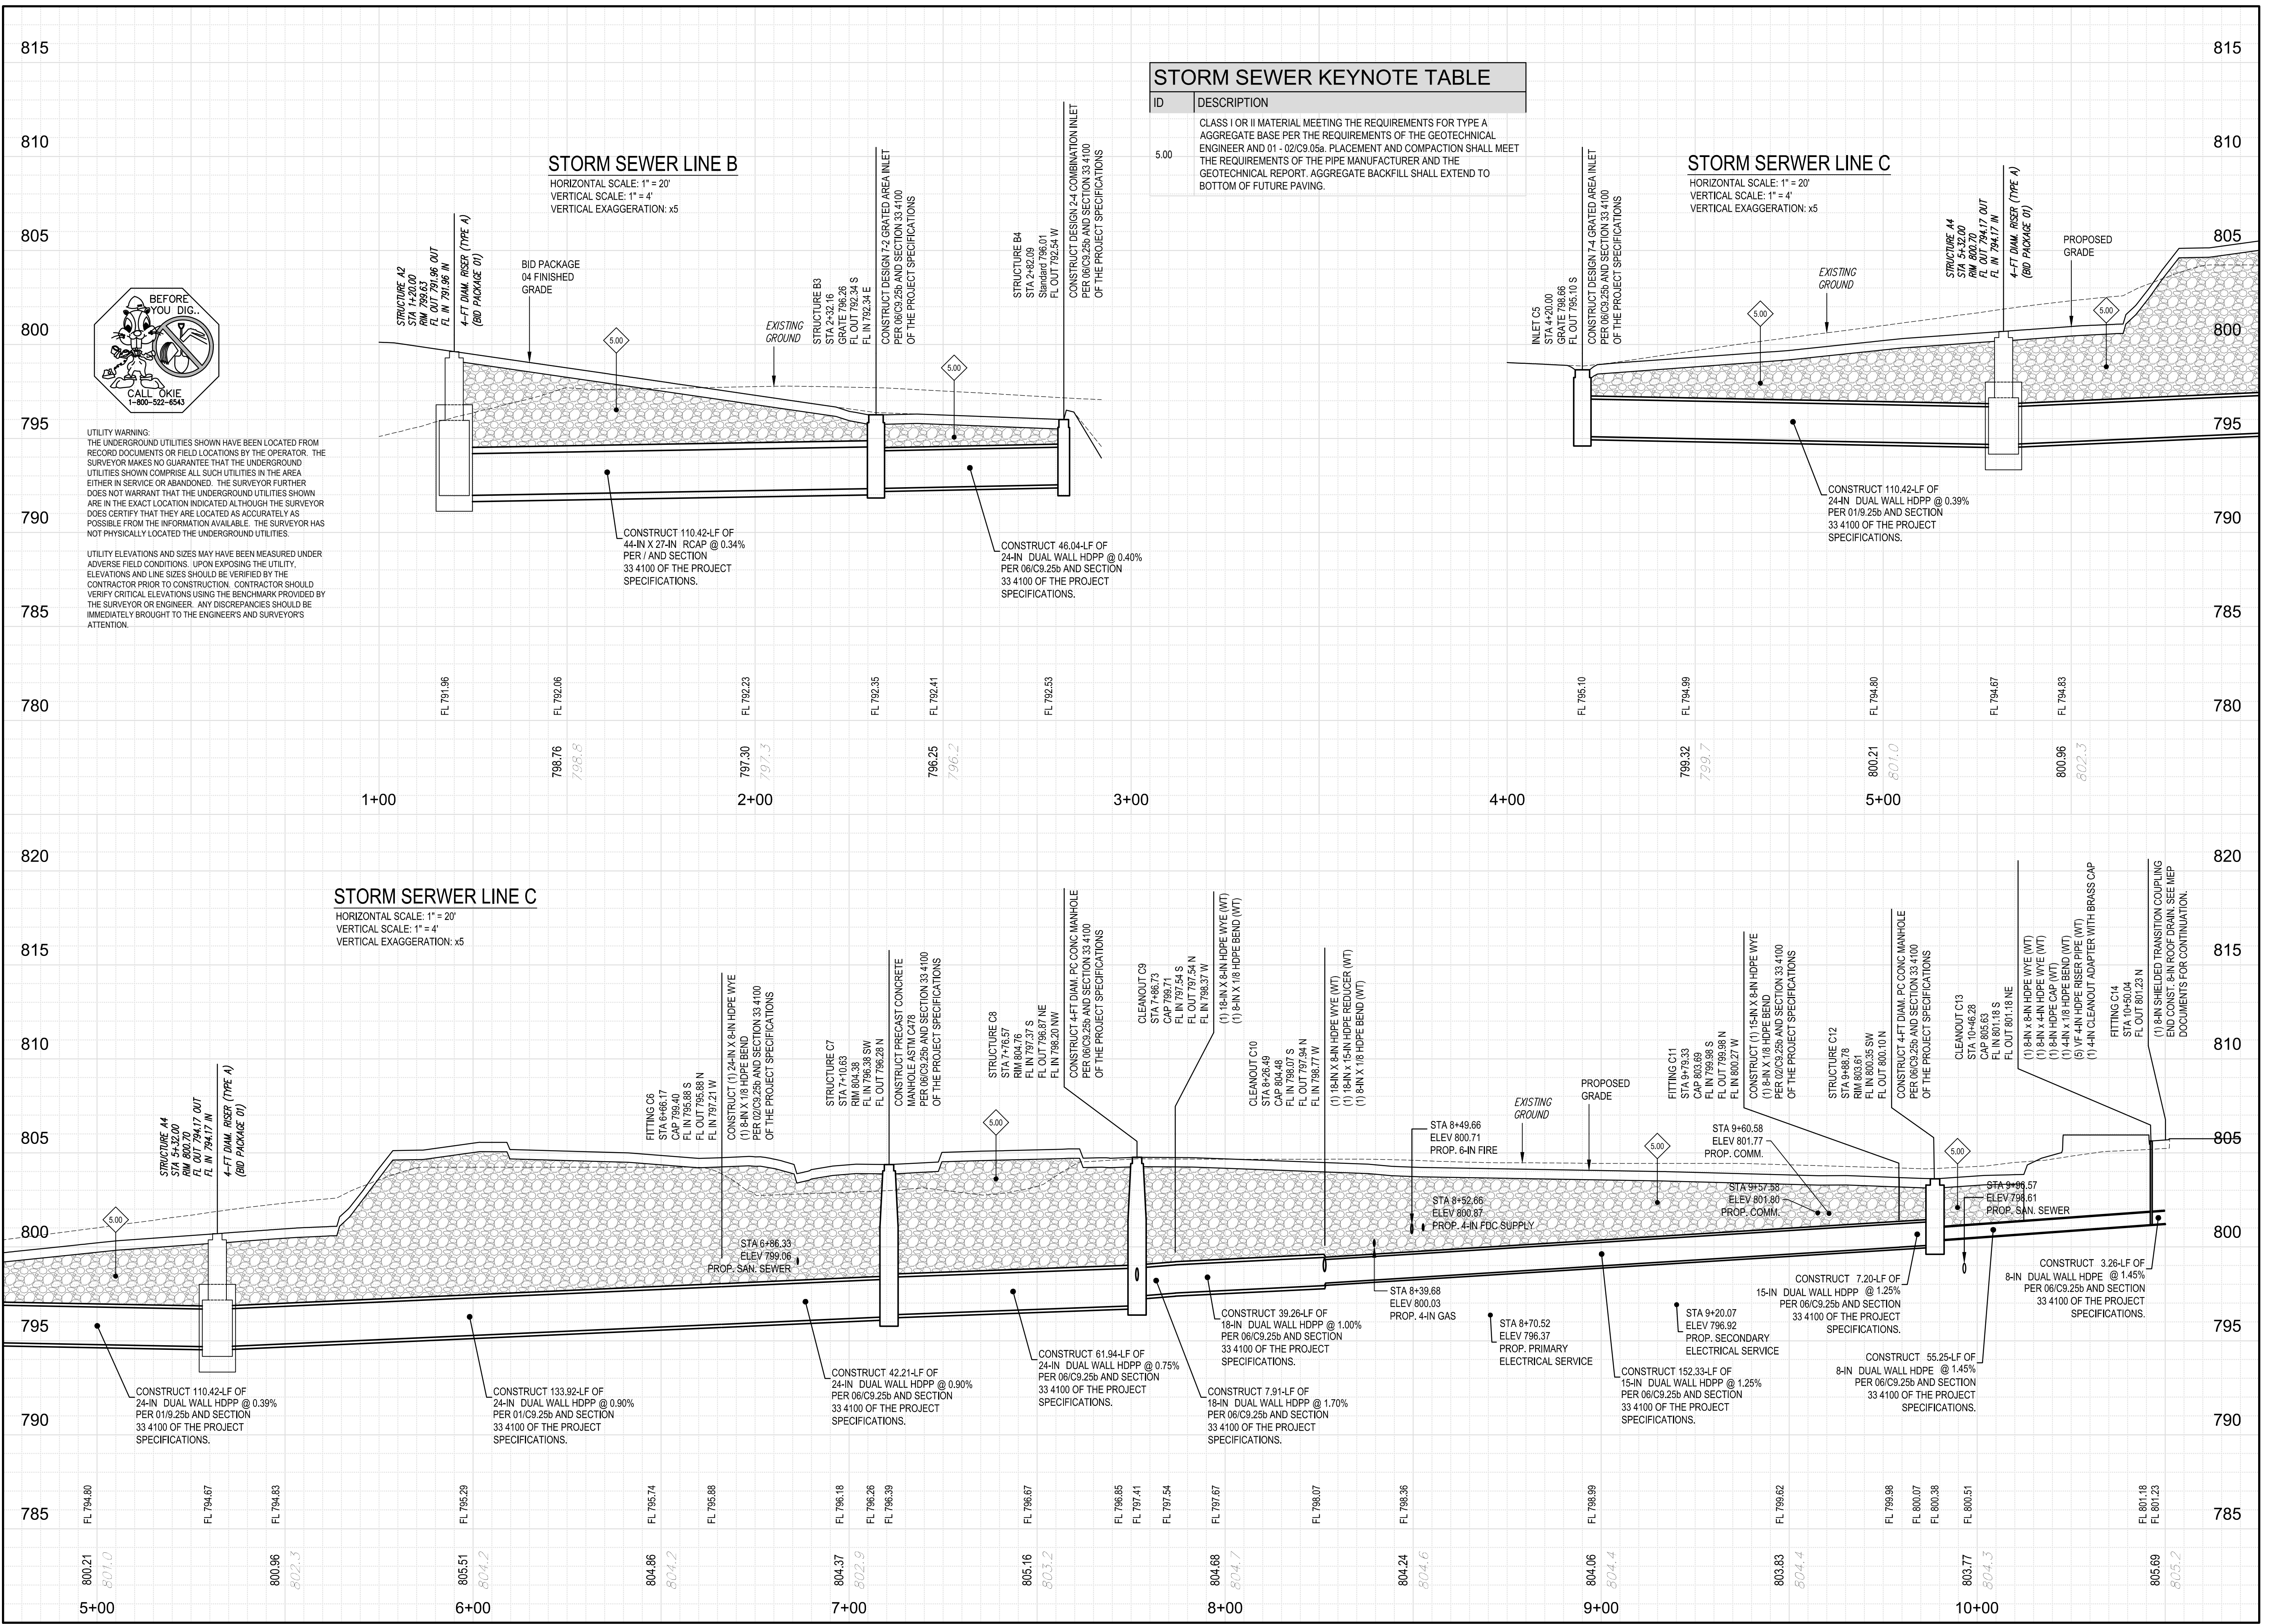 815
810
805
800
795
790
785
780
815
810
805
800
795
790
785
780
BEFORE
YOU DIG..
CALL OKIE
1-800-522-6543
UTILITY WARNING:
THE UNDERGROUND UTILITIES SHOWN HAVE BEEN LOCATED FROM
RECORD DOCUMENTS OR FIELD LOCATIONS BY THE OPERATOR. THE
SURVEYOR MAKES NO GUARANTEE THAT THE UNDERGROUND
UTILITIES SHOWN COMPRISE ALL SUCH UTILITIES IN THE AREA
EITHER IN SERVICE OR ABANDONED. THE SURVEYOR FURTHER
DOES NOT WARRANT THAT THE UNDERGROUND UTILITIES SHOWN
ARE IN THE EXACT LOCATION INDICATED ALTHOUGH THE SURVEYOR
DOES CERTIFY THAT THEY ARE LOCATED AS ACCURATELY AS
POSSIBLE FROM THE INFORMATION AVAILABLE. THE SURVEYOR HAS
NOT PHYSICALLY LOCATED THE UNDERGROUND UTILITIES.
UTILITY ELEVATIONS AND SIZES MAY HAVE BEEN MEASURED UNDER
ADVERSE FIELD CONDITIONS. UPON EXPOSING THE UTILITY,
ELEVATIONS AND LINE SIZES SHOULD BE VERIFIED BY THE
CONTRACTOR PRIOR TO CONSTRUCTION. CONTRACTOR SHOULD
VERIFY CRITICAL ELEVATIONS USING THE BENCHMARK PROVIDED BY
THE SURVEYOR OR ENGINEER. ANY DISCREPANCIES SHOULD BE
IMMEDIATELY BROUGHT TO THE ENGINEER'S AND SURVEYOR'S
ATTENTION.
STORM SEWER LINE B
HORIZONTAL SCALE: 1" = 20'
VERTICAL SCALE: 1" = 4'
VERTICAL EXAGGERATION: x5
STRUCTURE A2
STA 1+20.00
RIM 799.63
FL OUT 791.96 OUT
FL IN 791.96 IN
4-FT DIAM. RISER (TYPE A)
(BID PACKAGE 01)
BID PACKAGE
04 FINISHED
GRADE
5.00
EXISTING
GROUND
STRUCTURE B3
STA 2+32.16
GRATE 796.26
FL OUT 792.34 S
FL IN 792.34 E
CONSTRUCT DESIGN 7-2 GRATED AREA INLET
PER 06/C9.25b AND SECTION 33 4100
OF THE PROJECT SPECIFICATIONS
5.00
STRUCTURE B4
STA 2+82.09
Standard 796.01
FL OUT 792.54 W
CONSTRUCT DESIGN 2-4 COMBINATION INLET
PER 06/C9.25b AND SECTION 33 4100
OF THE PROJECT SPECIFICATIONS
CONSTRUCT 110.42-LF OF
44-IN X 27-IN RCAP @ 0.34%
PER / AND SECTION
33 4100 OF THE PROJECT
SPECIFICATIONS.
CONSTRUCT 46.04-LF OF
24-IN DUAL WALL HDPP @ 0.40%
PER 06/C9.25b AND SECTION
33 4100 OF THE PROJECT
SPECIFICATIONS.
STORM SEWER KEYNOTE TABLE
ID DESCRIPTION
5.00
CLASS I OR II MATERIAL MEETING THE REQUIREMENTS FOR TYPE A
AGGREGATE BASE PER THE REQUIREMENTS OF THE GEOTECHNICAL
ENGINEER AND 01 - 02/C9.05a. PLACEMENT AND COMPACTION SHALL MEET
THE REQUIREMENTS OF THE PIPE MANUFACTURER AND THE
GEOTECHNICAL REPORT. AGGREGATE BACKFILL SHALL EXTEND TO
BOTTOM OF FUTURE PAVING.
STORM SERWER LINE C
HORIZONTAL SCALE: 1" = 20'
VERTICAL SCALE: 1" = 4'
VERTICAL EXAGGERATION: x5
INLET C5
STA 4+20.00
GRATE 798.66
FL OUT 795.10 S
CONSTRUCT DESIGN 7-4 GRATED AREA INLET
PER 06/C9.25b AND SECTION 33 4100
OF THE PROJECT SPECIFICATIONS
5.00
EXISTING
GROUND
STRUCTURE A4
STA 5+32.00
RIM 800.70
FL OUT 794.17 OUT
FL IN 794.17 IN
4-FT DIAM. RISER (TYPE A)
(BID PACKAGE 01)
PROPOSED
GRADE
5.00
CONSTRUCT 110.42-LF OF
24-IN DUAL WALL HDPP @ 0.39%
PER 01/9.25b AND SECTION
33 4100 OF THE PROJECT
SPECIFICATIONS.
FL 791.96
FL 792.06
FL 792.23
FL 792.35
FL 792.41
FL 792.53
FL 795.10
FL 794.99
FL 794.80
FL 794.67
FL 794.83
798.76
798.8
797.30
797.3
796.25
796.2
799.32
799.7
800.21
801.0
800.96
802.3
1+00
2+00
3+00
4+00
5+00
820
815
810
805
800
795
790
785
820
815
810
805
800
795
790
785
STORM SERWER LINE C
HORIZONTAL SCALE: 1" = 20'
VERTICAL SCALE: 1" = 4'
VERTICAL EXAGGERATION: x5
5.00
STRUCTURE A4
STA 5+32.00
RIM 800.70
FL OUT 794.17 OUT
FL IN 794.17 IN
4-FT DIAM. RISER (TYPE A)
(BID PACKAGE 01)
FITTING C6
STA 6+66.17
CAP 799.40
FL IN 795.88 S
FL OUT 795.88 N
FL IN 797.21 W
CONSTRUCT (1) 24-IN X 8-IN HDPE WYE
(1) 8-IN X 1/8 HDPE BEND
PER 02/C9.25b AND SECTION 33 4100
OF THE PROJECT SPECIFICATIONS
STA 6+86.33
ELEV 799.06
PROP. SAN. SEWER
STRUCTURE C7
STA 7+10.63
RIM 804.38
FL IN 796.38 SW
FL OUT 796.28 N
CONSTRUCT PRECAST CONCRETE
MANHOLE ASTM C478
PER 06/C9.25b AND SECTION 33 4100
OF THE PROJECT SPECIFICATIONS
5.00
STRUCTURE C8
STA 7+76.57
RIM 804.76
FL IN 797.37 S
FL OUT 796.87 NE
FL IN 798.20 NW
CONSTRUCT 4-FT DIAM. PC CONC MANHOLE
PER 06/C9.25b AND SECTION 33 4100
OF THE PROJECT SPECIFICATIONS
CLEANOUT C9
STA 7+86.73
CAP 799.71
FL IN 797.54 S
FL OUT 797.54 N
FL IN 798.37 W
(1) 18-IN X 8-IN HDPE WYE (WT)
(1) 8-IN X 1/8 HDPE BEND (WT)
CLEANOUT C10
STA 8+26.49
CAP 804.48
FL IN 798.07 S
FL OUT 797.94 N
FL IN 798.77 W
(1) 18-IN X 8-IN HDPE WYE (WT)
(1) 18-IN x 15-IN HDPE REDUCER (WT)
(1) 8-IN X 1/8 HDPE BEND (WT)
STA 8+49.66
ELEV 800.71
PROP. 6-IN FIRE
STA 8+52.66
ELEV 800.87
PROP. 4-IN FDC SUPPLY
STA 8+39.68
ELEV 800.03
PROP. 4-IN GAS
STA 8+70.52
ELEV 796.37
PROP. PRIMARY
ELECTRICAL SERVICE
EXISTING
GROUND
PROPOSED
GRADE
5.00
FITTING C11
STA 9+79.33
CAP 803.69
FL IN 799.98 S
FL OUT 799.98 N
FL IN 800.27 W
CONSTRUCT (1) 15-IN X 8-IN HDPE WYE
(1) 8-IN X 1/8 HDPE BEND
PER 02/C9.25b AND SECTION 33 4100
OF THE PROJECT SPECIFICATIONS
STA 9+60.58
ELEV 801.77
PROP. COMM.
STA 9+57.58
ELEV 801.80
PROP. COMM.
STRUCTURE C12
STA 9+88.78
RIM 803.61
FL IN 800.35 SW
FL OUT 800.10 N
CONSTRUCT 4-FT DIAM. PC CONC MANHOLE
PER 06/C9.25b AND SECTION 33 4100
OF THE PROJECT SPECIFICATIONS
5.00
STA 9+96.57
ELEV 798.61
PROP. SAN. SEWER
CLEANOUT C13
STA 10+46.28
CAP 805.63
FL IN 801.18 S
FL OUT 801.18 NE
(1) 8-IN x 8-IN HDPE WYE (WT)
(1) 8-IN x 4-IN HDPE WYE (WT)
(1) 8-IN HDPE CAP (WT)
(1) 4-IN x 1/8 HDPE BEND (WT)
(5) VF 4-IN HDPE RISER PIPE (WT)
(1) 4-IN CLEANOUT ADAPTER WITH BRASS CAP
FITTING C14
STA 10+50.04
FL OUT 801.23 N
(1) 8-IN SHIELDED TRANSITION COUPLING
END CONST. 8-IN ROOF DRAIN. SEE MEP
DOCUMENTS FOR CONTINUATION.
CONSTRUCT 110.42-LF OF
24-IN DUAL WALL HDPP @ 0.39%
PER 01/9.25b AND SECTION
33 4100 OF THE PROJECT
SPECIFICATIONS.
CONSTRUCT 133.92-LF OF
24-IN DUAL WALL HDPP @ 0.90%
PER 01/C9.25b AND SECTION
33 4100 OF THE PROJECT
SPECIFICATIONS.
CONSTRUCT 42.21-LF OF
24-IN DUAL WALL HDPP @ 0.90%
PER 06/C9.25b AND SECTION
33 4100 OF THE PROJECT
SPECIFICATIONS.
CONSTRUCT 61.94-LF OF
24-IN DUAL WALL HDPP @ 0.75%
PER 06/C9.25b AND SECTION
33 4100 OF THE PROJECT
SPECIFICATIONS.
CONSTRUCT 39.26-LF OF
18-IN DUAL WALL HDPP @ 1.00%
PER 06/C9.25b AND SECTION
33 4100 OF THE PROJECT
SPECIFICATIONS.
CONSTRUCT 7.91-LF OF
18-IN DUAL WALL HDPP @ 1.70%
PER 06/C9.25b AND SECTION
33 4100 OF THE PROJECT
SPECIFICATIONS.
CONSTRUCT 152.33-LF OF
15-IN DUAL WALL HDPP @ 1.25%
PER 06/C9.25b AND SECTION
33 4100 OF THE PROJECT
SPECIFICATIONS.
STA 9+20.07
ELEV 796.92
PROP. SECONDARY
ELECTRICAL SERVICE
CONSTRUCT 7.20-LF OF
15-IN DUAL WALL HDPP @ 1.25%
PER 06/C9.25b AND SECTION
33 4100 OF THE PROJECT
SPECIFICATIONS.
CONSTRUCT 55.25-LF OF
8-IN DUAL WALL HDPE @ 1.45%
PER 06/C9.25b AND SECTION
33 4100 OF THE PROJECT
SPECIFICATIONS.
CONSTRUCT 3.26-LF OF
8-IN DUAL WALL HDPE @ 1.45%
PER 06/C9.25b AND SECTION
33 4100 OF THE PROJECT
SPECIFICATIONS.
FL 794.80
FL 794.67
FL 794.83
FL 795.29
FL 795.74
FL 795.88
FL 796.18
FL 796.26
FL 796.39
FL 796.67
FL 796.85
FL 797.41
FL 797.54
FL 797.67
FL 798.07
FL 798.36
FL 798.99
FL 799.62
FL 799.98
FL 800.07
FL 800.38
FL 800.51
FL 801.18
FL 801.23
800.21
801.0
800.96
802.3
805.51
804.2
804.86
804.2
804.37
802.9
805.16
803.2
804.68
804.7
804.24
804.6
804.06
804.4
803.83
804.4
803.77
804.3
805.69
805.2
5+00
6+00
7+00
8+00
9+00
10+00